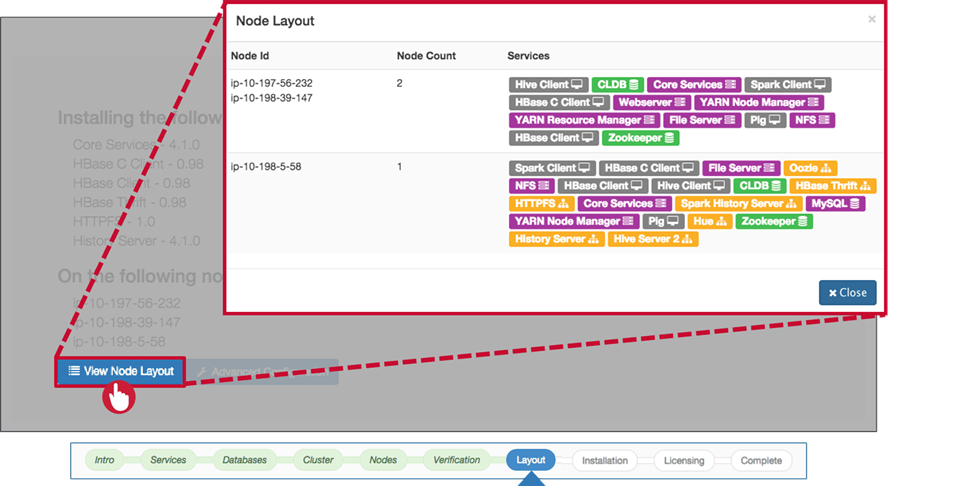 Node Layout ×
Node Id Node Count Services
ip-10-197-56-232 2 Hive Client CLDB Core Services Spark Client
ip-10-198-39-147 HBase C Client Webserver YARN Node Manager
YARN Resource Manager File Server Pig NFS
HBase Client Zookeeper
ip-10-198-5-58 1 Spark Client HBase C Client File Server Oozie
NFS HBase Client Hive Client CLDB HBase Thrift
HTTPFS Core Services Spark History Server MySQL
YARN Node Manager Pig Hue Zookeeper
History Server Hive Server 2
× Close
Installing the follow
Core Services - 4.1.0
HBase C Client - 0.98
HBase Client - 0.98
HBase Thrift - 0.98
HTTPFS - 1.0
History Server - 4.1.0
On the following no
ip-10-197-56-232
ip-10-198-39-147
ip-10-198-5-58
View Node Layout Advanced
Intro Services Databases Cluster Nodes Verification Layout Installation Licensing Complete